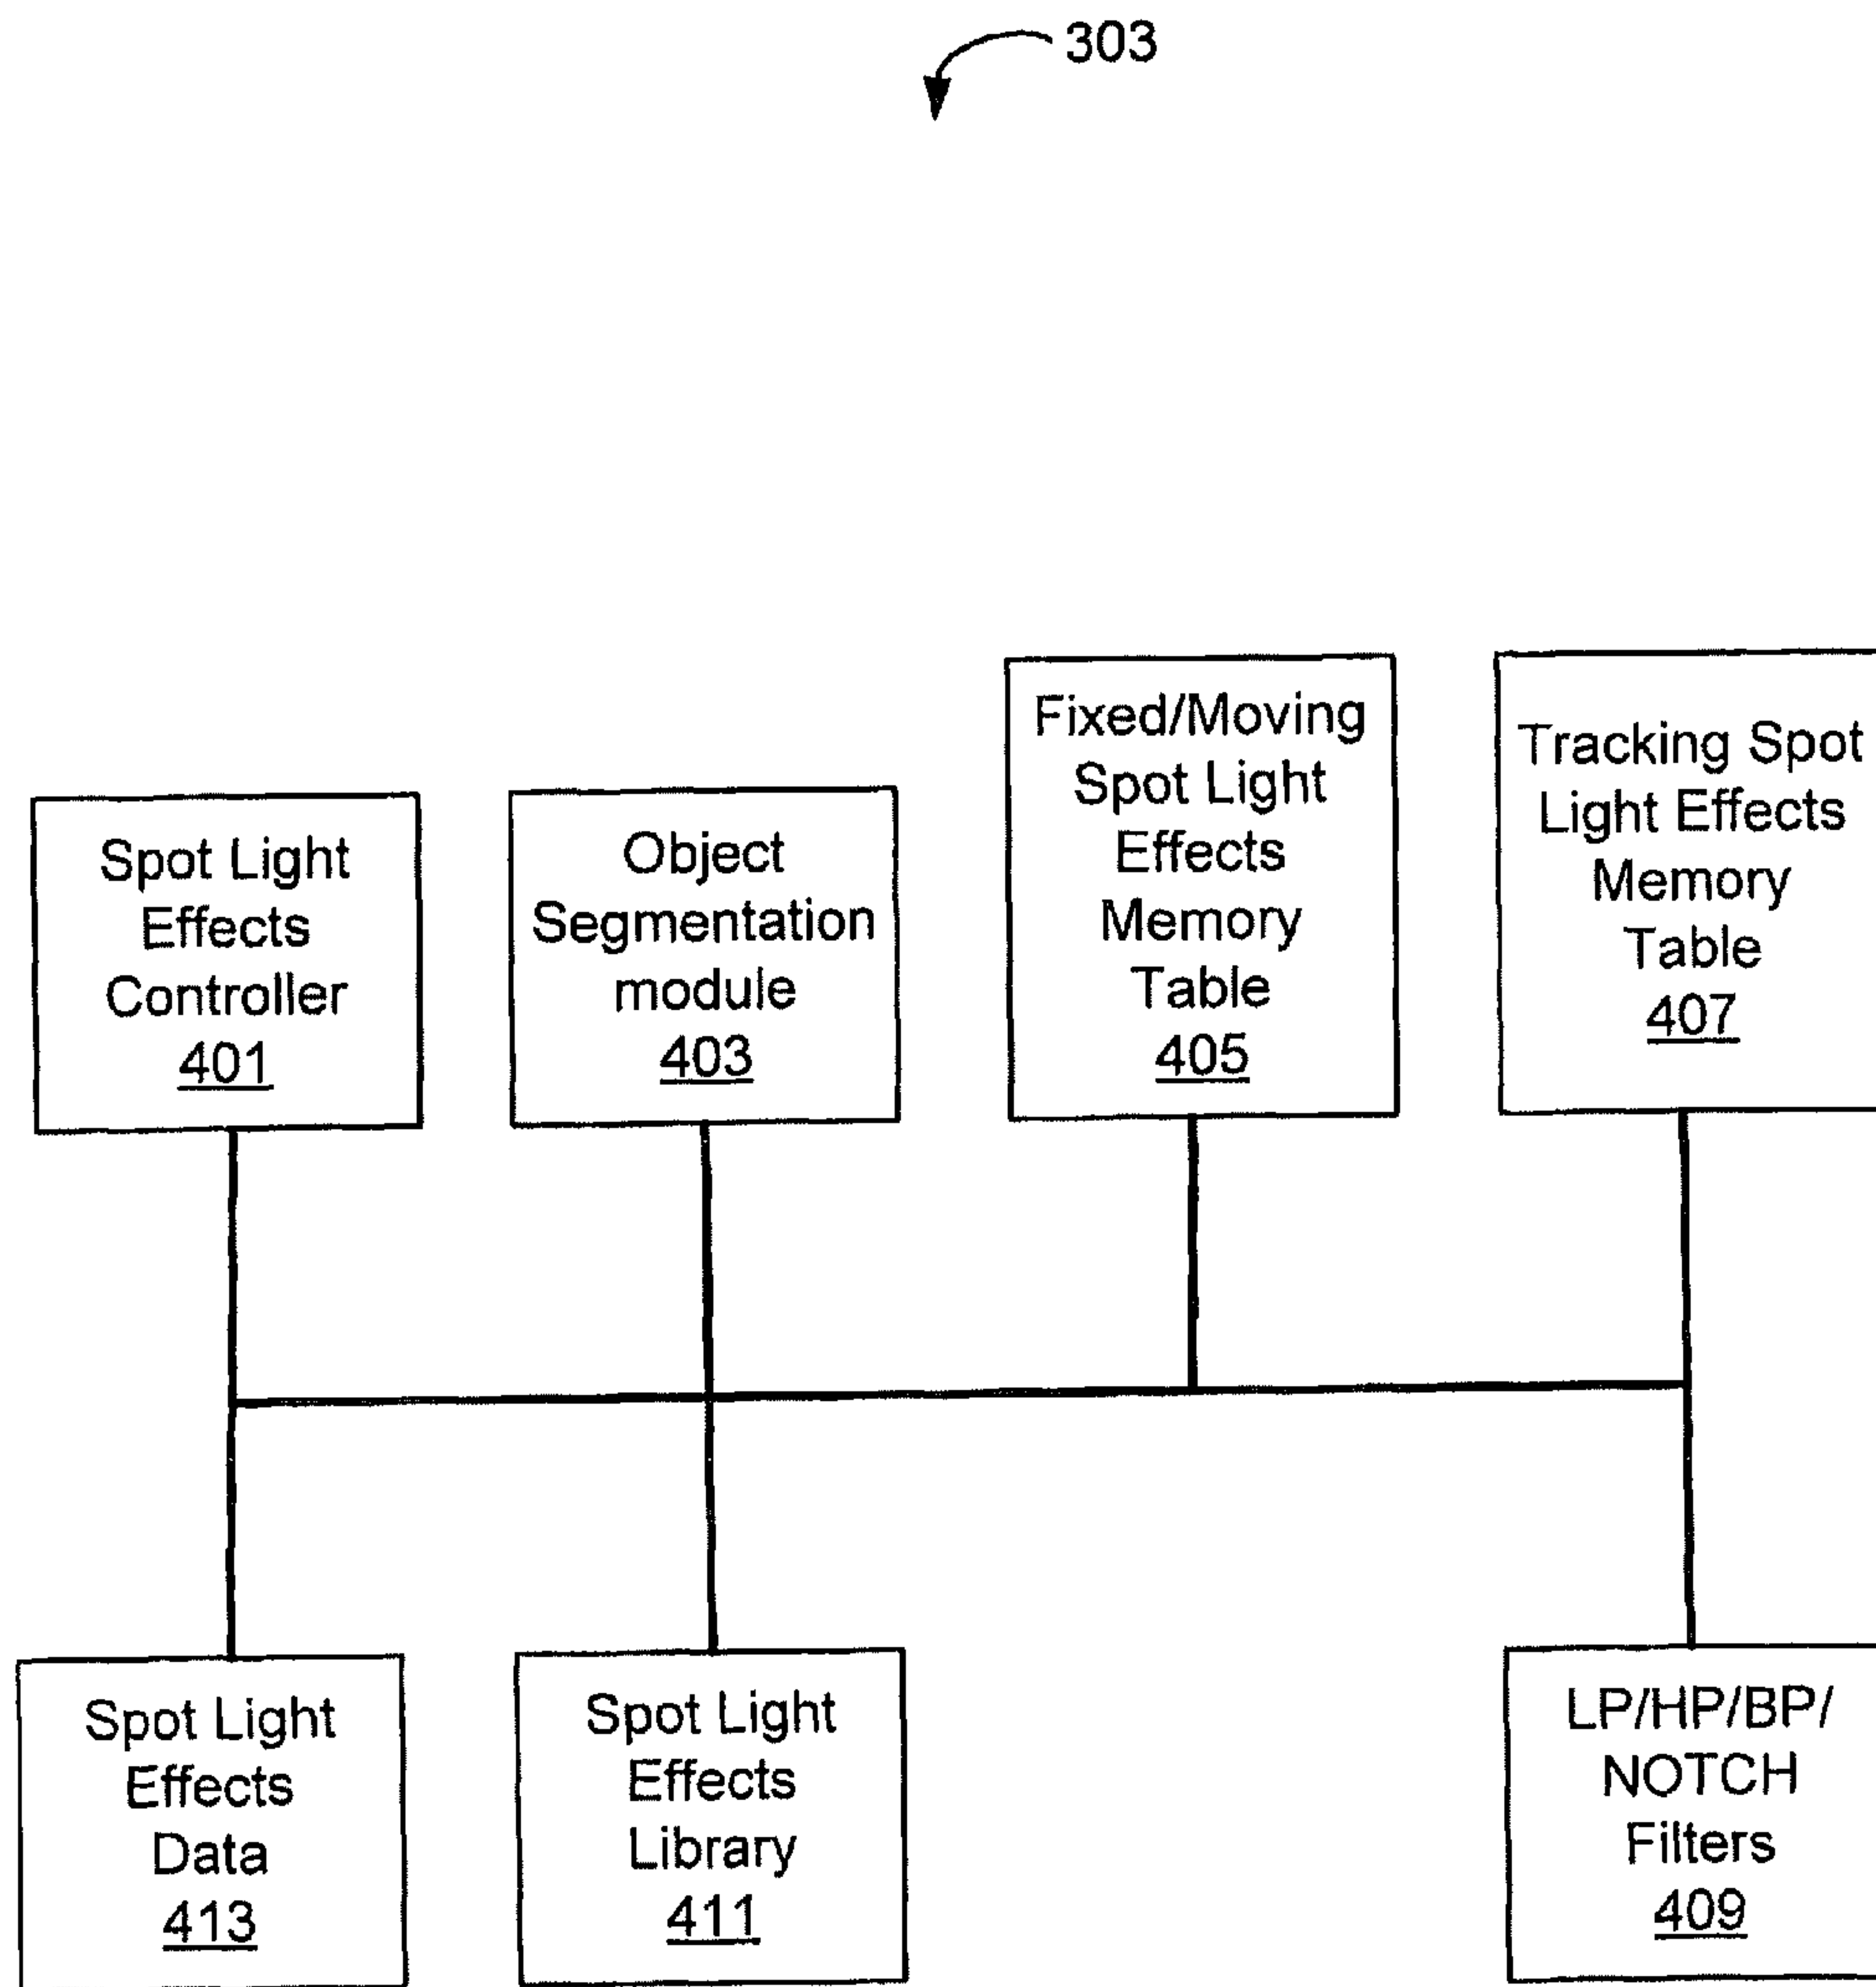 303
Spot Light
Effects
Controller
401
Object
Segmentation
module
403
Fixed/Moving
Spot Light
Effects
Memory
Table
405
Tracking Spot
Light Effects
Memory
Table
407
Spot Light
Effects
Data
413
Spot Light
Effects
Library
411
LP/HP/BP/
NOTCH
Filters
409